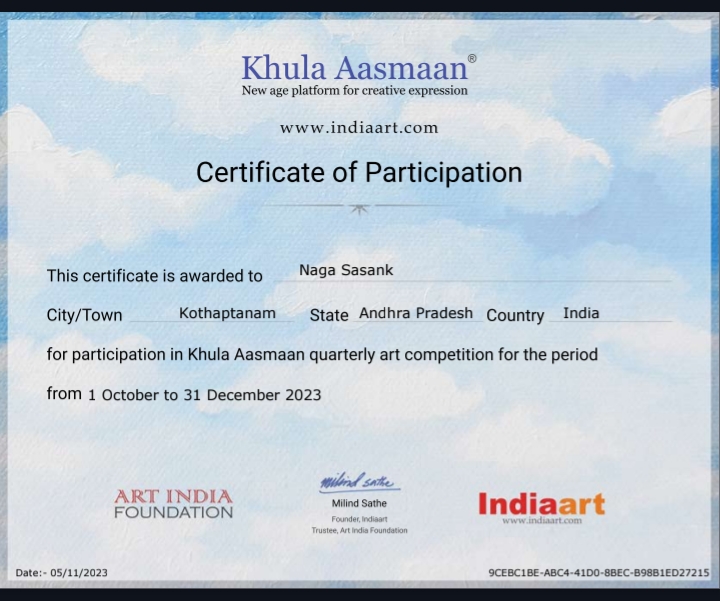 Khula Aasmaan®
New age platform for creative expression
www.indiaart.com
Certificate of Participation
This certificate is awarded to Naga Sasank
City/Town Kothaptanam State Andhra Pradesh Country India
for participation in Khula Aasmaan quarterly art competition for the period
from 1 October to 31 December 2023
ART INDIA
FOUNDATION
milind sathe
Milind Sathe
Founder, Indiaart
Trustee, Art India Foundation
Indiaart
www.indiaart.com
Date:- 05/11/2023
9CEBC1BE-ABC4-41D0-8BEC-B98B1ED27215